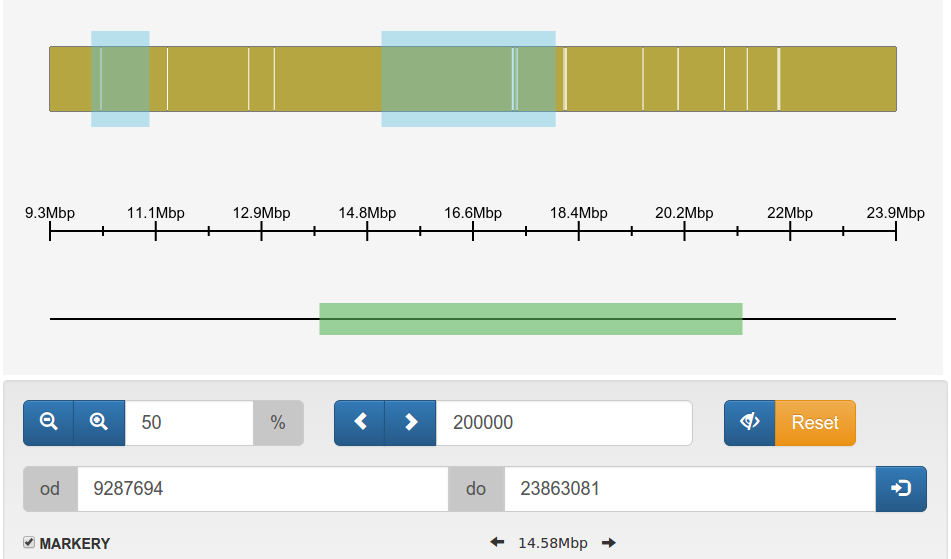 9.3Mbp 11.1Mbp 12.9Mbp 14.8Mbp 16.6Mbp 18.4Mbp 20.2Mbp 22Mbp 23.9Mbp
50 % 200000 Reset
od 9287694 do 23863081
MARKERY 14.58Mbp